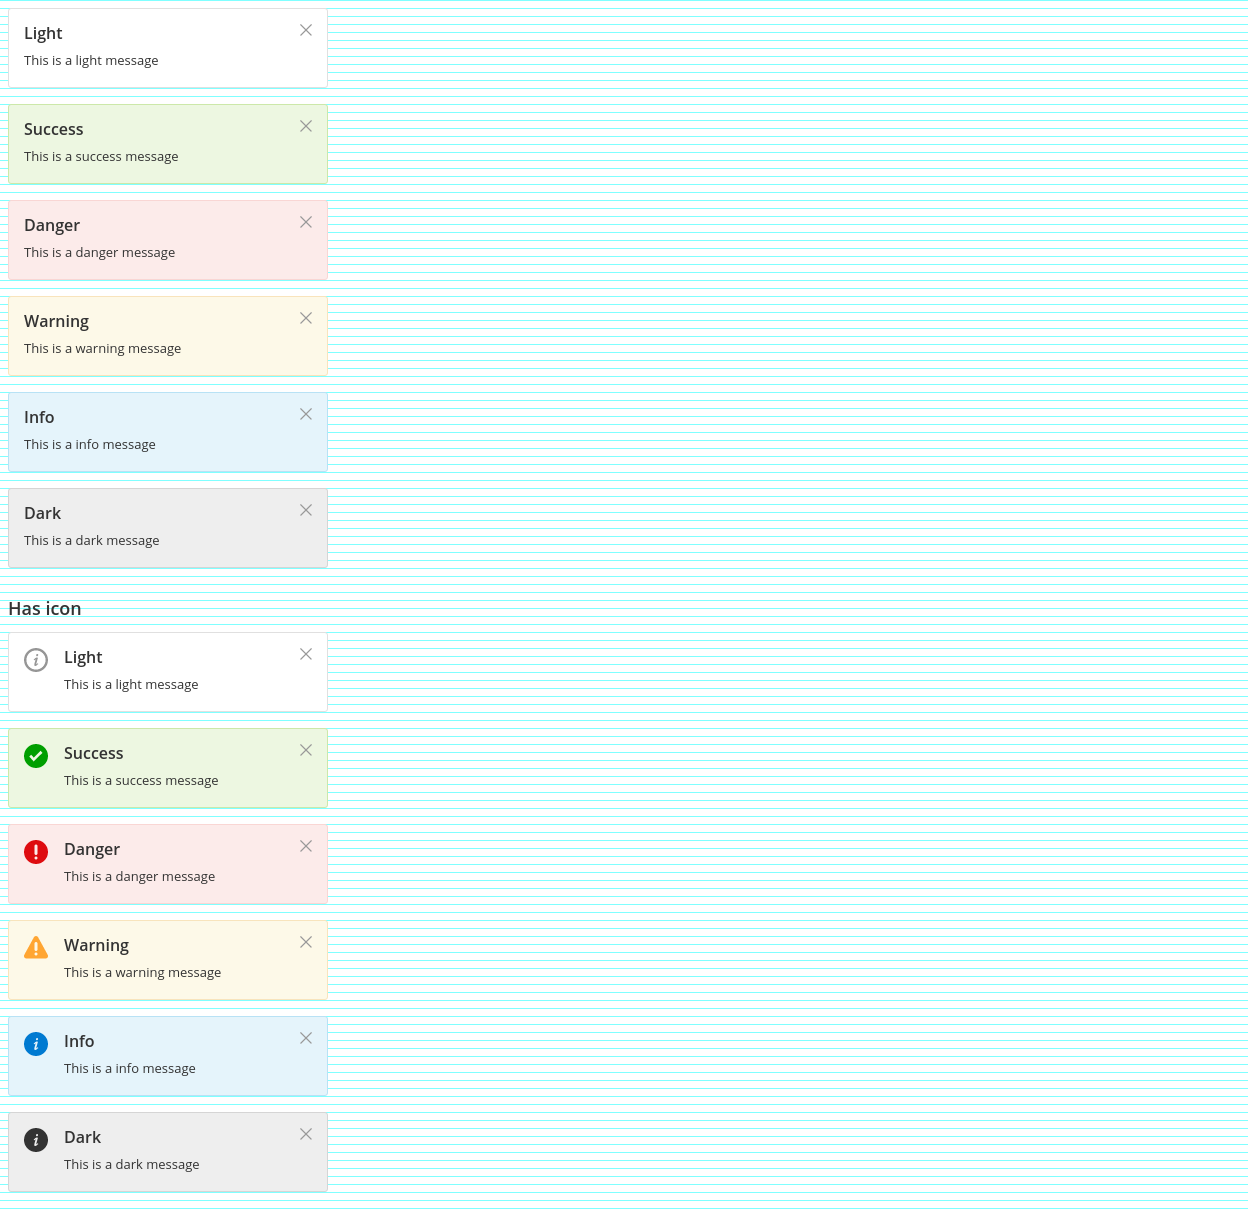 Light
This is a light message
Success
This is a success message
Danger
This is a danger message
Warning
This is a warning message
Info
This is a info message
Dark
This is a dark message
Has icon
Light
This is a light message
Success
This is a success message
Danger
This is a danger message
Warning
This is a warning message
Info
This is a info message
Dark
This is a dark message